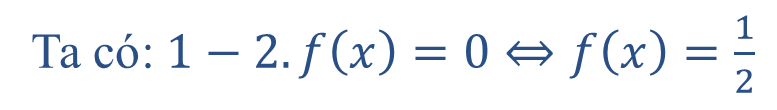 Ta có: 1 − 2. f(x) = 0 ⇔ f(x) = 1/2